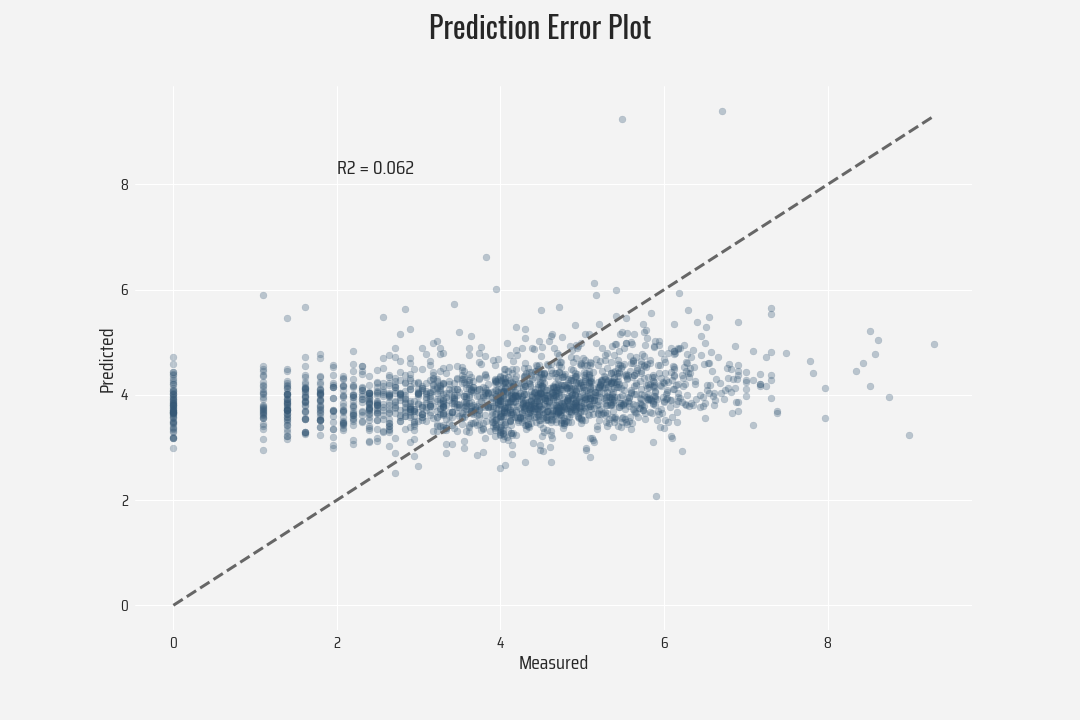 Prediction Error Plot
R2 = 0.062
8
6
4
2
0
Predicted
0 2 4 6 8
Measured